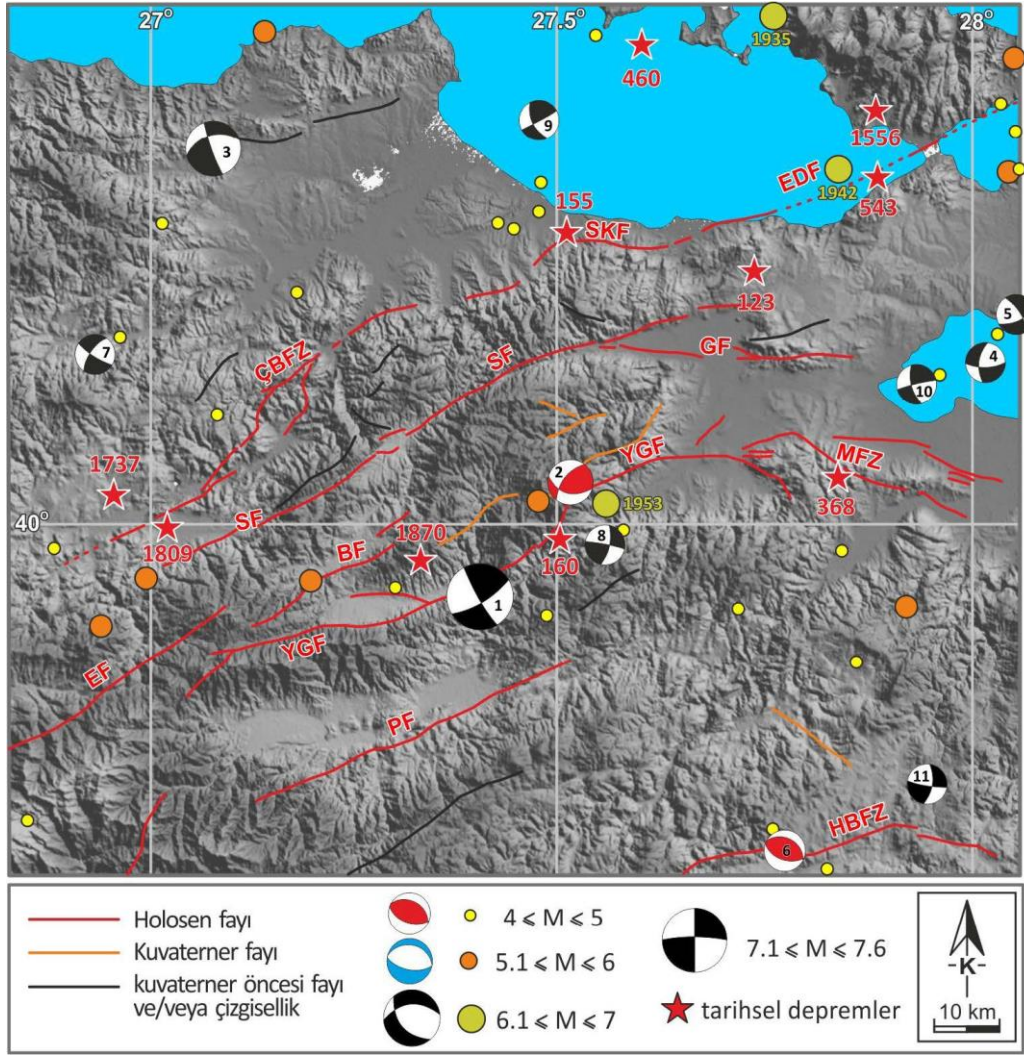 27°
27.5°
28°
1935
460
9
3
1556
EDF
1942
543
155
SKF
123
5
7
ÇBFZ
SF
GF
4
10
1737
2
YGF
MFZ
368
1953
40°
1809
SF
BF
1870
160
8
1
EF
YGF
PF
11
HBFZ
6
Holosen fayı
Kuvaterner fayı
kuvaterner öncesi fayı
ve/veya çizgisellik
4 ⩽ M ⩽ 5
5.1 ⩽ M ⩽ 6
6.1 ⩽ M ⩽ 7
7.1 ⩽ M ⩽ 7.6
tarihsel depremler
K
10 km